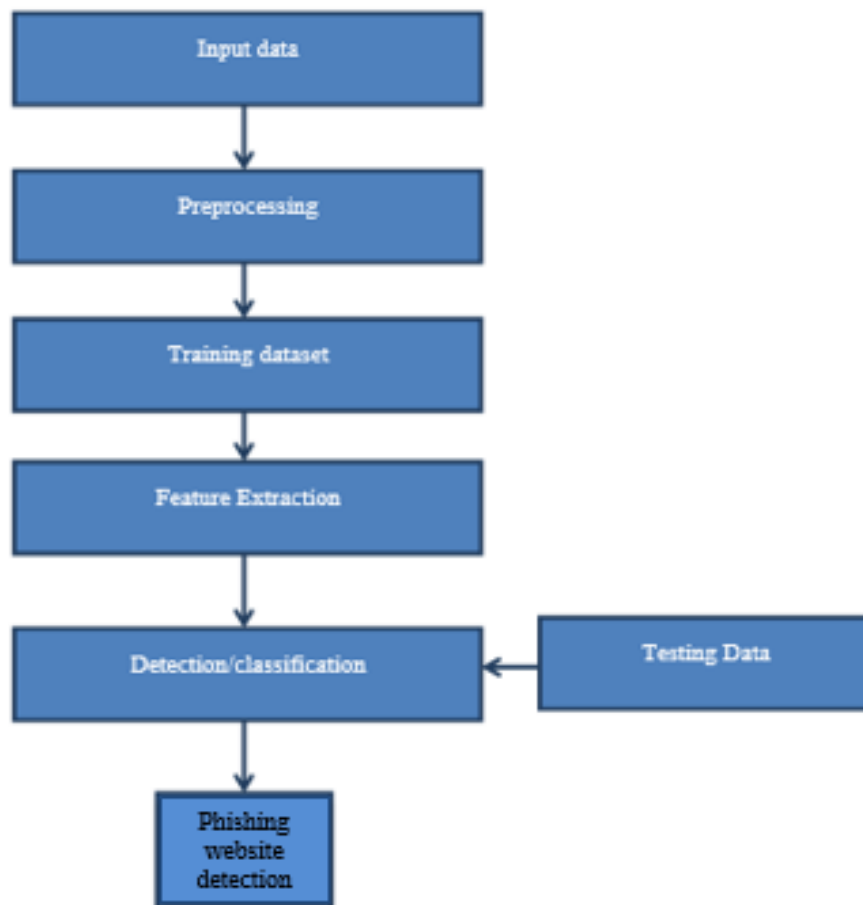 Input data
Preprocessing
Training dataset
Feature Extraction
Detection/classification
Testing Data
Phishing
website
detection